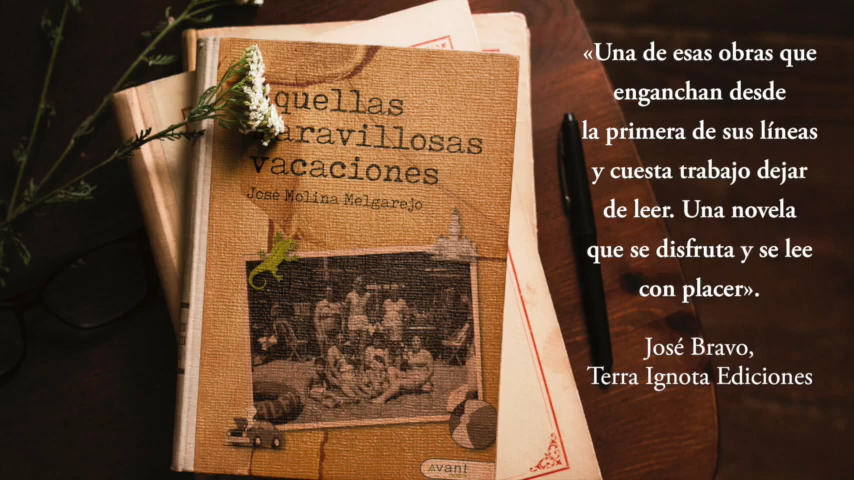 quellas
aravillosas
vacaciones
José Molina Melgarejo
Avant
«Una de esas obras que
enganchan desde
la primera de sus líneas
y cuesta trabajo dejar
de leer. Una novela
que se disfruta y se lee
con placer».
José Bravo,
Terra Ignota Ediciones